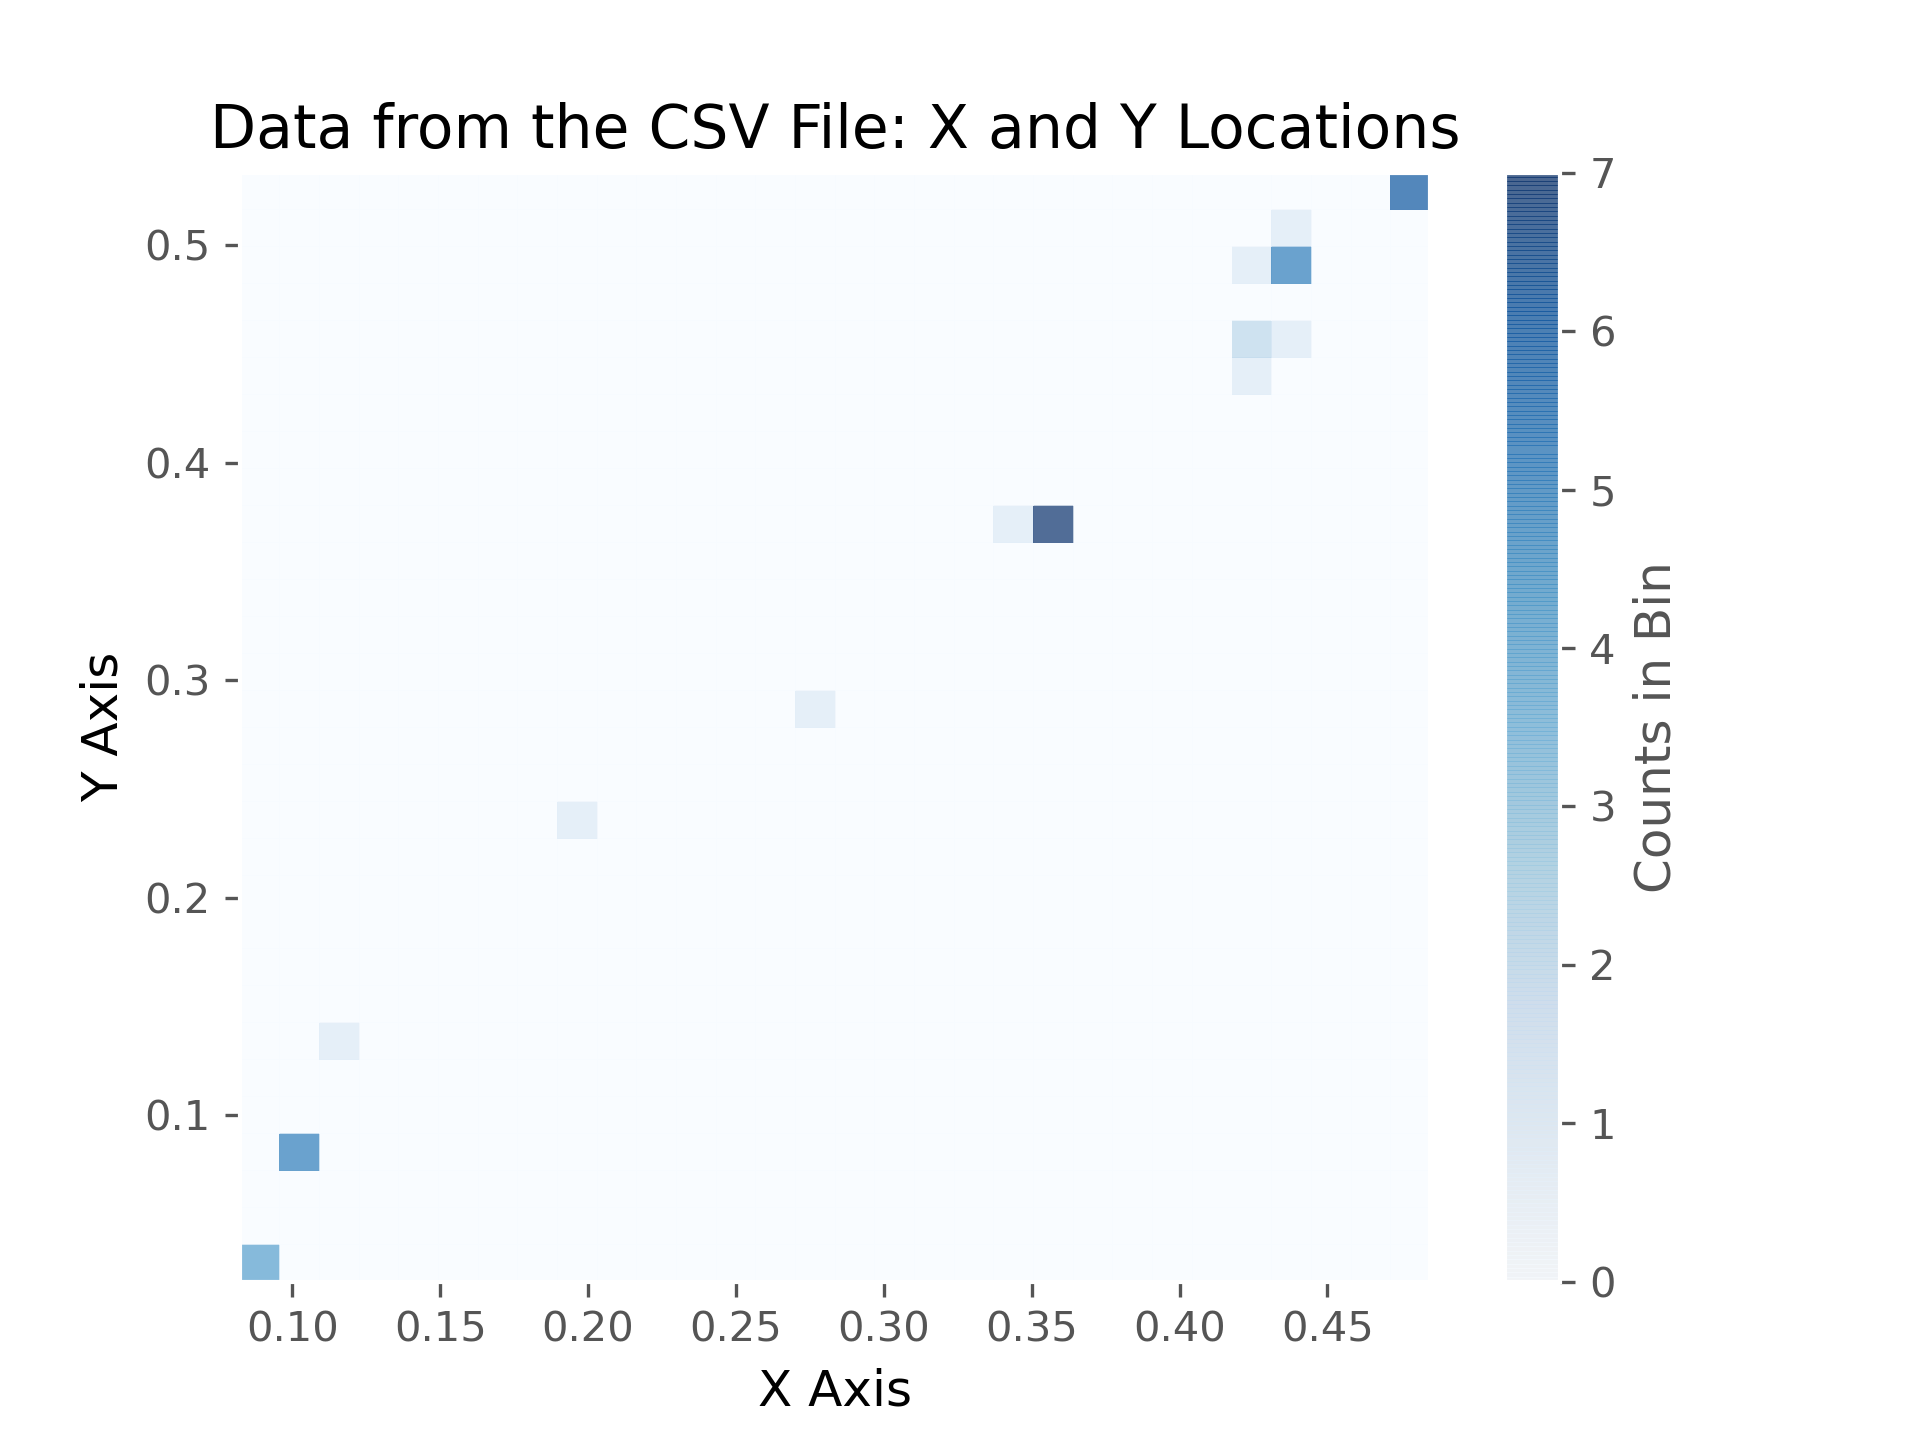 Data from the CSV File: X and Y Locations
0.5
0.4
0.3
0.2
0.1
Y Axis
0.10 0.15 0.20 0.25 0.30 0.35 0.40 0.45
X Axis
7
6
5
4
3
2
1
0
Counts in Bin